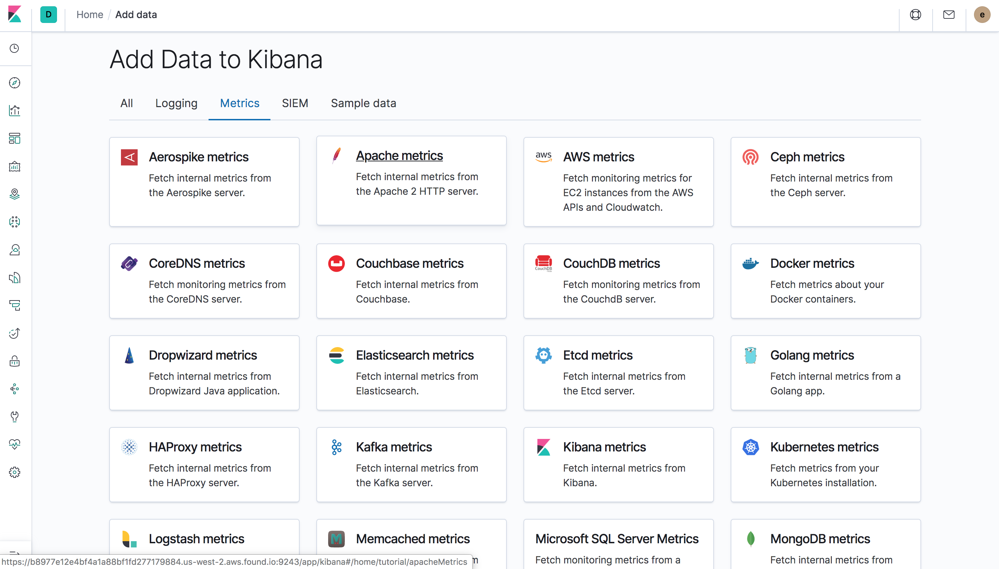 D
Home / Add data
e
Add Data to Kibana
All
Logging
Metrics
SIEM
Sample data
Aerospike metrics
Fetch internal metrics from
the Aerospike server.
Apache metrics
Fetch internal metrics from
the Apache 2 HTTP server.
aws
AWS metrics
Fetch monitoring metrics for
EC2 instances from the AWS
APIs and Cloudwatch.
Ceph metrics
Fetch internal metrics from
the Ceph server.
CoreDNS metrics
Fetch monitoring metrics from
the CoreDNS server.
Couchbase metrics
Fetch internal metrics from
Couchbase.
CouchDB
relax
CouchDB metrics
Fetch monitoring metrics from
the CouchdB server.
Docker metrics
Fetch metrics about your
Docker containers.
Dropwizard metrics
Fetch internal metrics from
Dropwizard Java application.
Elasticsearch metrics
Fetch internal metrics from
Elasticsearch.
Etcd metrics
Fetch internal metrics from
the Etcd server.
Golang metrics
Fetch internal metrics from a
Golang app.
HAProxy metrics
Fetch internal metrics from
the HAProxy server.
Kafka metrics
Fetch internal metrics from
the Kafka server.
Kibana metrics
Fetch internal metrics from
Kibana.
Kubernetes metrics
Fetch metrics from your
Kubernetes installation.
Logstash metrics
M
Memcached metrics
Microsoft SQL Server Metrics
Fetch monitoring metrics from a
MongoDB metrics
Fetch internal metrics from
https://b8977e12e4bf4a1a88bf1fd277179884.us-west-2.aws.found.io:9243/app/kibana#/home/tutorial/apacheMetrics